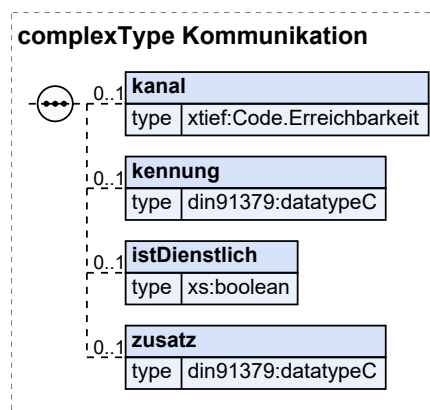 complexType Kommunikation
0..1 kanal
type xtief:Code.Erreichbarkeit
0..1 kennung
type din91379:datatypeC
0..1 istDienstlich
type xs:boolean
0..1 zusatz
type din91379:datatypeC